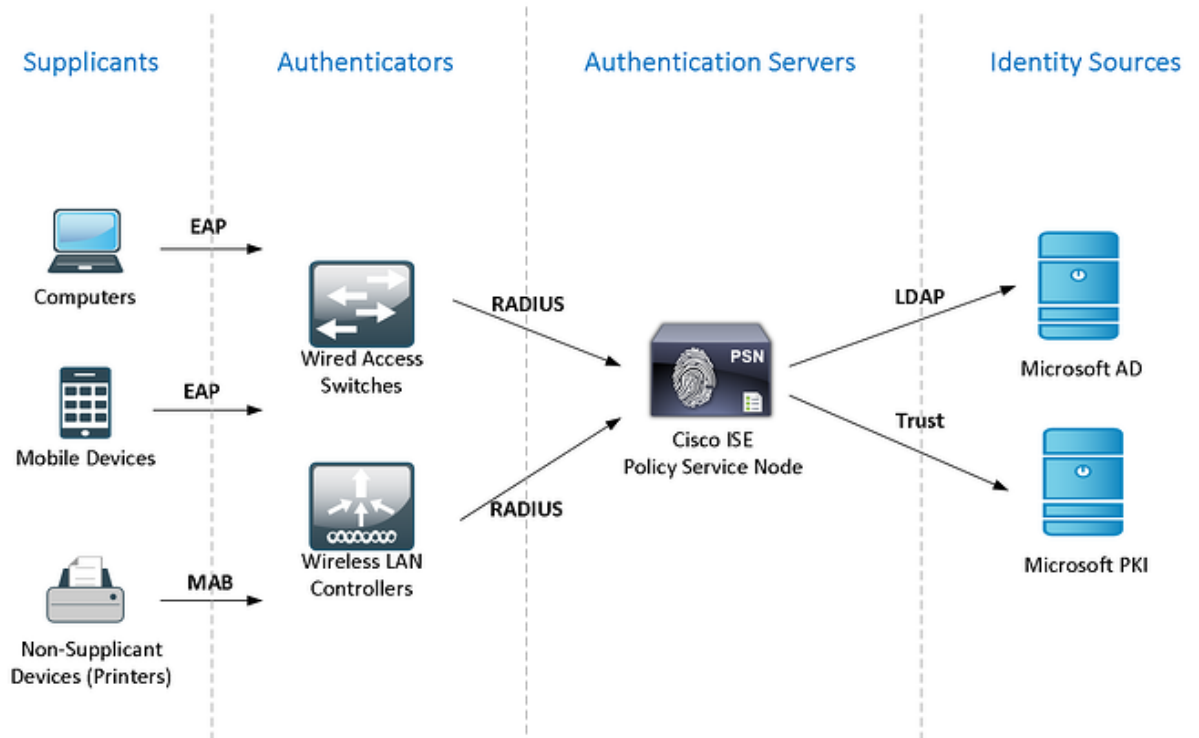 Supplicants
Authenticators
Authentication Servers
Identity Sources
EAP
Computers
EAP
Mobile Devices
MAB
Non-Supplicant
Devices (Printers)
Wired Access
Switches
Wireless LAN
Controllers
RADIUS
RADIUS
PSN
Cisco ISE
Policy Service Node
LDAP
Trust
Microsoft AD
Microsoft PKI